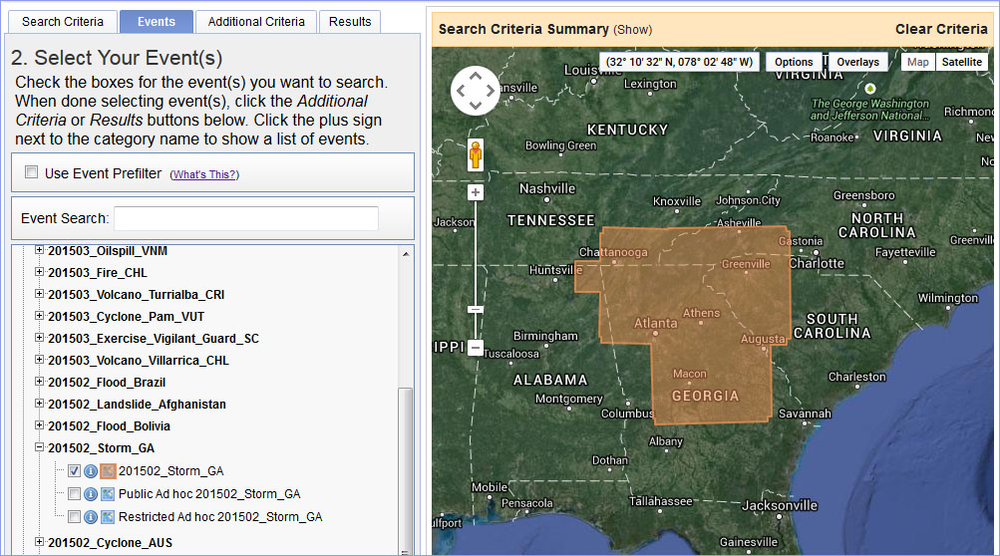 Search Criteria
Events
Additional Criteria
Results
2. Select Your Event(s)
Check the boxes for the event(s) you want to search.
When done selecting event(s), click the Additional
Criteria or Results buttons below. Click the plus sign
next to the category name to show a list of events.
Use Event Prefilter (What's This?)
Event Search:
201503_Oilspill_VNM
201503_Fire_CHL
201503_Volcano_Turrialba_CRI
201503_Cyclone_Pam_VUT
201503_Exercise_Vigilant_Guard_SC
201503_Volcano_Villarrica_CHL
201502_Flood_Brazil
201502_Landslide_Afghanistan
201502_Flood_Bolivia
201502_Storm_GA
201502_Storm_GA
Public Ad hoc 201502_Storm_GA
Restricted Ad hoc 201502_Storm_GA
201502_Cyclone_AUS
Search Criteria Summary (Show)
Clear Criteria
(32° 10' 32" N, 078° 02' 48" W)
Options
Overlays
Map
Satellite
Louisville
VIRGINIA
ansville
Lexington
The George Washington
and Jefferson National...
Richmond
KENTUCKY
Roanoke
VIRGINIA
Bowling Green
Nashville
Knoxville
Johnson City
Greensboro
Jackson
TENNESSEE
Asheville
NORTH
CAROLINA
Chattanooga
Gastonia
Greenvill
Huntsville
Greenville
Charlotte
Fayetteville
Wilmington
Athens
Atlanta
SOUTH
CAROLINA
Birmingham
Augusta
IPPI
Tuscaloosa
Macon
Charleston
ALABAMA
GEORGIA
Montgomery
Columbus
Savannah
Albany
Dothan
Mobile
Pensacola
Tallahassee
Jacksonville
ulfport
Gainesville